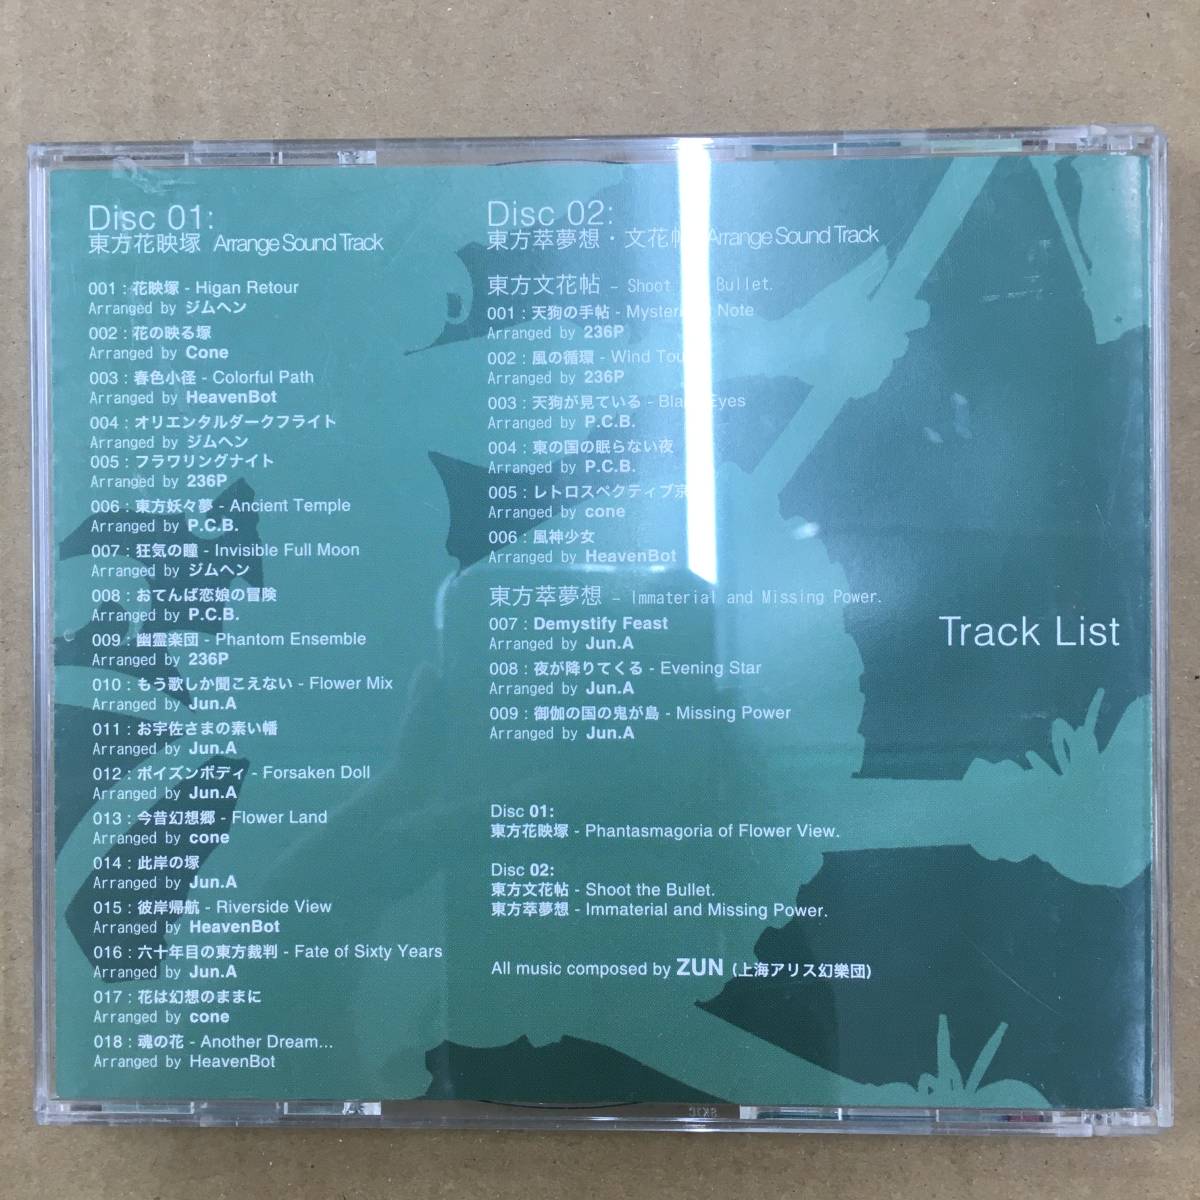 Disc 01:
東方花映塚 Arrange Sound Track
001 : 花映塚 - Higan Retour
Arranged by ジムヘン
002 : 花の映る塚
Arranged by Cone
003 : 春色小径 - Colorful Path
Arranged by HeavenBot
004 : オリエンタルダークフライト
Arranged by ジムヘン
005 : フラワリングナイト
Arranged by 236P
006 : 東方妖々夢 - Ancient Temple
Arranged by P.C.B.
007 : 狂気の瞳 - Invisible Full Moon
Arranged by ジムヘン
008 : おてんば恋娘の冒険
Arranged by P.C.B.
009 : 幽霊楽団 - Phantom Ensemble
Arranged by 236P
010 : もう歌しか聞こえない - Flower Mix
Arranged by Jun.A
011 : お宇佐さまの素い幡
Arranged by Jun.A
012 : ポイズンボディ - Forsaken Doll
Arranged by Jun.A
013 : 今昔幻想郷 - Flower Land
Arranged by cone
014 : 此岸の塚
Arranged by Jun.A
015 : 彼岸帰航 - Riverside View
Arranged by HeavenBot
016 : 六十年目の東方裁判 - Fate of Sixty Years
Arranged by Jun.A
017 : 花は幻想のままに
Arranged by cone
018 : 魂の花 - Another Dream...
Arranged by HeavenBot
Disc 02:
東方萃夢想・文花帖 Arrange Sound Track
東方文花帖 - Shoot Bullet.
001 : 天狗の手帖 - Note
Arranged by 236P
002 : 風の循環 - Wind
Arranged by 236P
003 : 天狗が見ている - Eyes
Arranged by P.C.B.
004 : 東の国の眠らない夜
Arranged by P.C.B.
005 : レトロスペクティブ京
Arranged by cone
006 : 風神少女
Arranged by HeavenBot
東方萃夢想 - Immaterial and Missing Power.
007 : Demystify Feast
Arranged by Jun.A
008 : 夜が降りてくる - Evening Star
Arranged by Jun.A
009 : 御伽の国の鬼が島 - Missing Power
Arranged by Jun.A
Disc 01:
東方花映塚 - Phantasmagoria of Flower View.
Disc 02:
東方文花帖 - Shoot the Bullet.
東方萃夢想 - Immaterial and Missing Power.
All music composed by ZUN (上海アリス幻樂団)
Track List